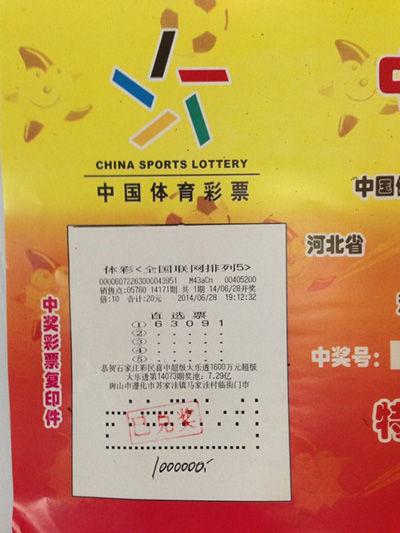 CHINA SPORTS LOTTERY
中国体育彩票
中国体
河北省
中奖号：
特
中奖彩票复印件
体彩<全国联网排列5>
00006072263000043951 M43aCn 00405200
销售点:05760 14171期 共 1期 14/06/28开奖
倍:10 合计:20元 2014/06/28 19:12:32
直选票
① 6 3 0 9 1
② . . . . .
③ . . . . .
④ . . . . .
⑤ . . . . .
恭贺石家庄彩民喜中超级大乐透1600万元超级
大乐透第14073期奖池：7.29亿
唐山市遵化市苏家洼镇马家洼村临街门市
已兑奖
1000000.